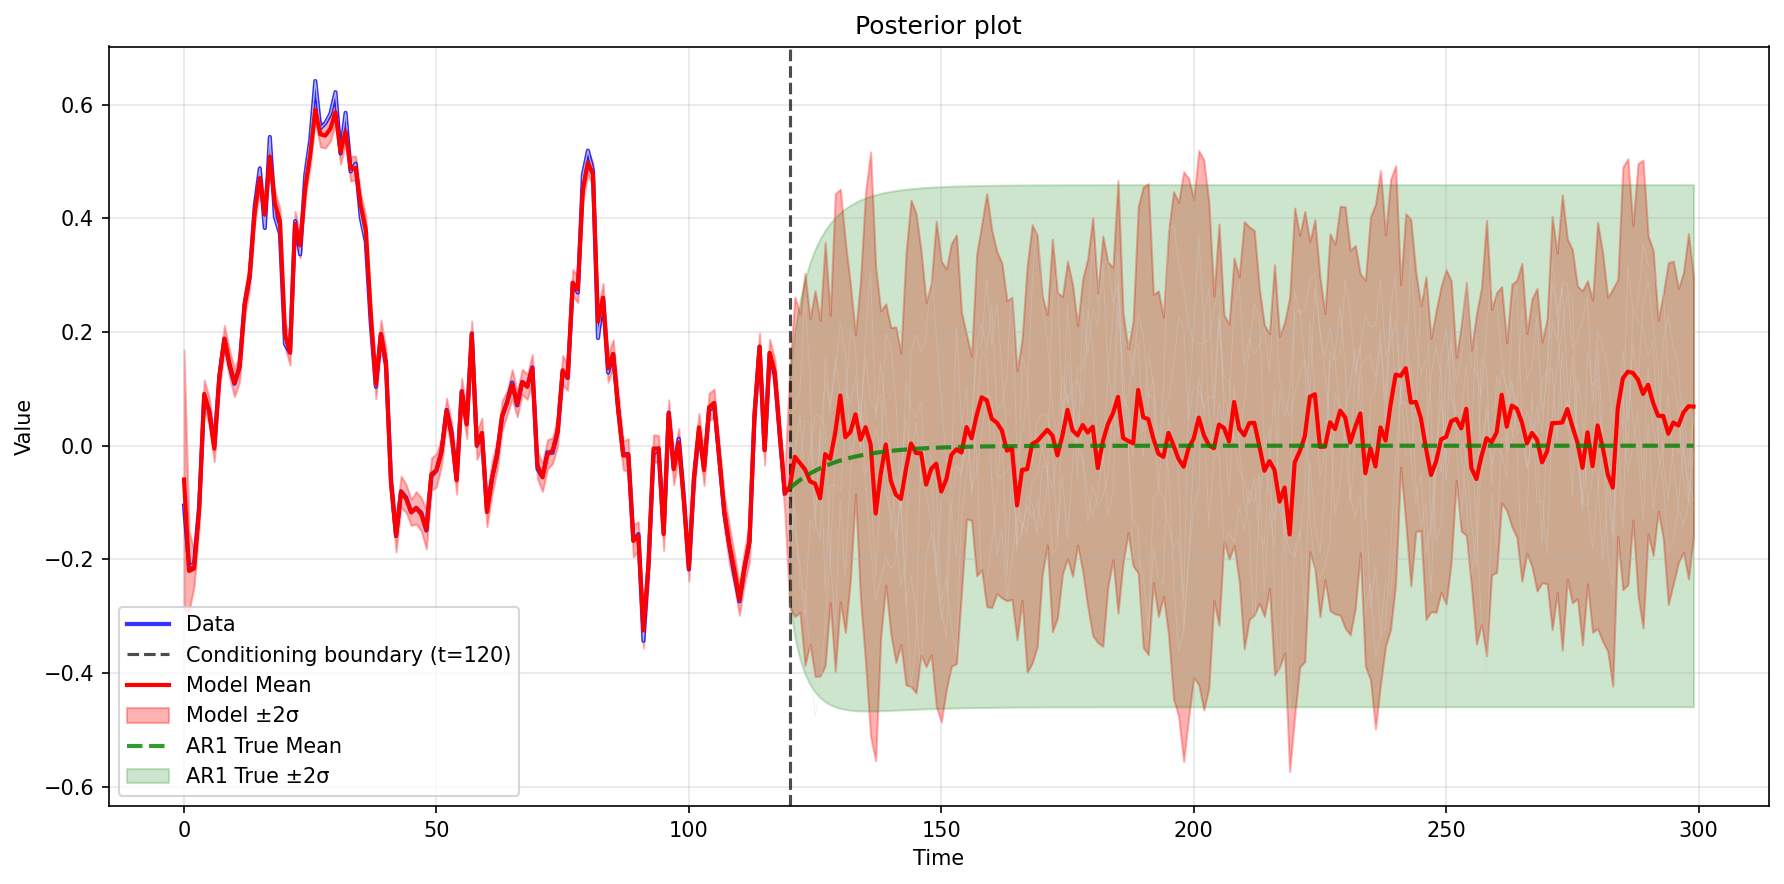 Posterior plot
Value
0.6
0.4
0.2
0.0
−0.2
−0.4
−0.6
Data
Conditioning boundary (t=120)
Model Mean
Model ±2σ
AR1 True Mean
AR1 True ±2σ
0 50 100 150 200 250 300
Time